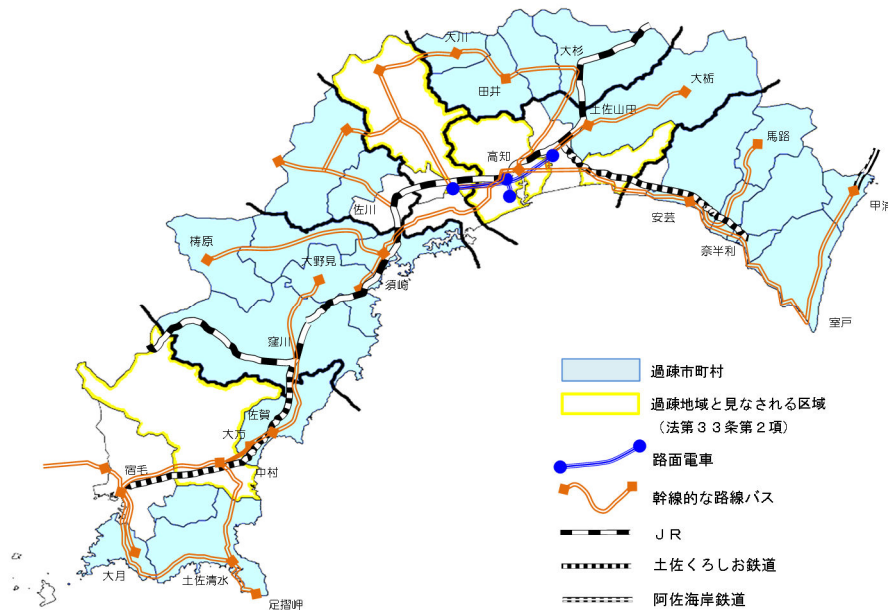 大川
大杉
田井
大栃
土佐山田
馬路
高知
甲浦
佐川
安芸
奈半利
梼原
大野見
須崎
室戸
窪川
過疎市町村
過疎地域と見なされる区域
(法第33条第2項)
佐賀
大方
路面電車
宿毛
中村
幹線的な路線バス
JR
土佐くろしお鉄道
大月
土佐清水
足摺岬
阿佐海岸鉄道